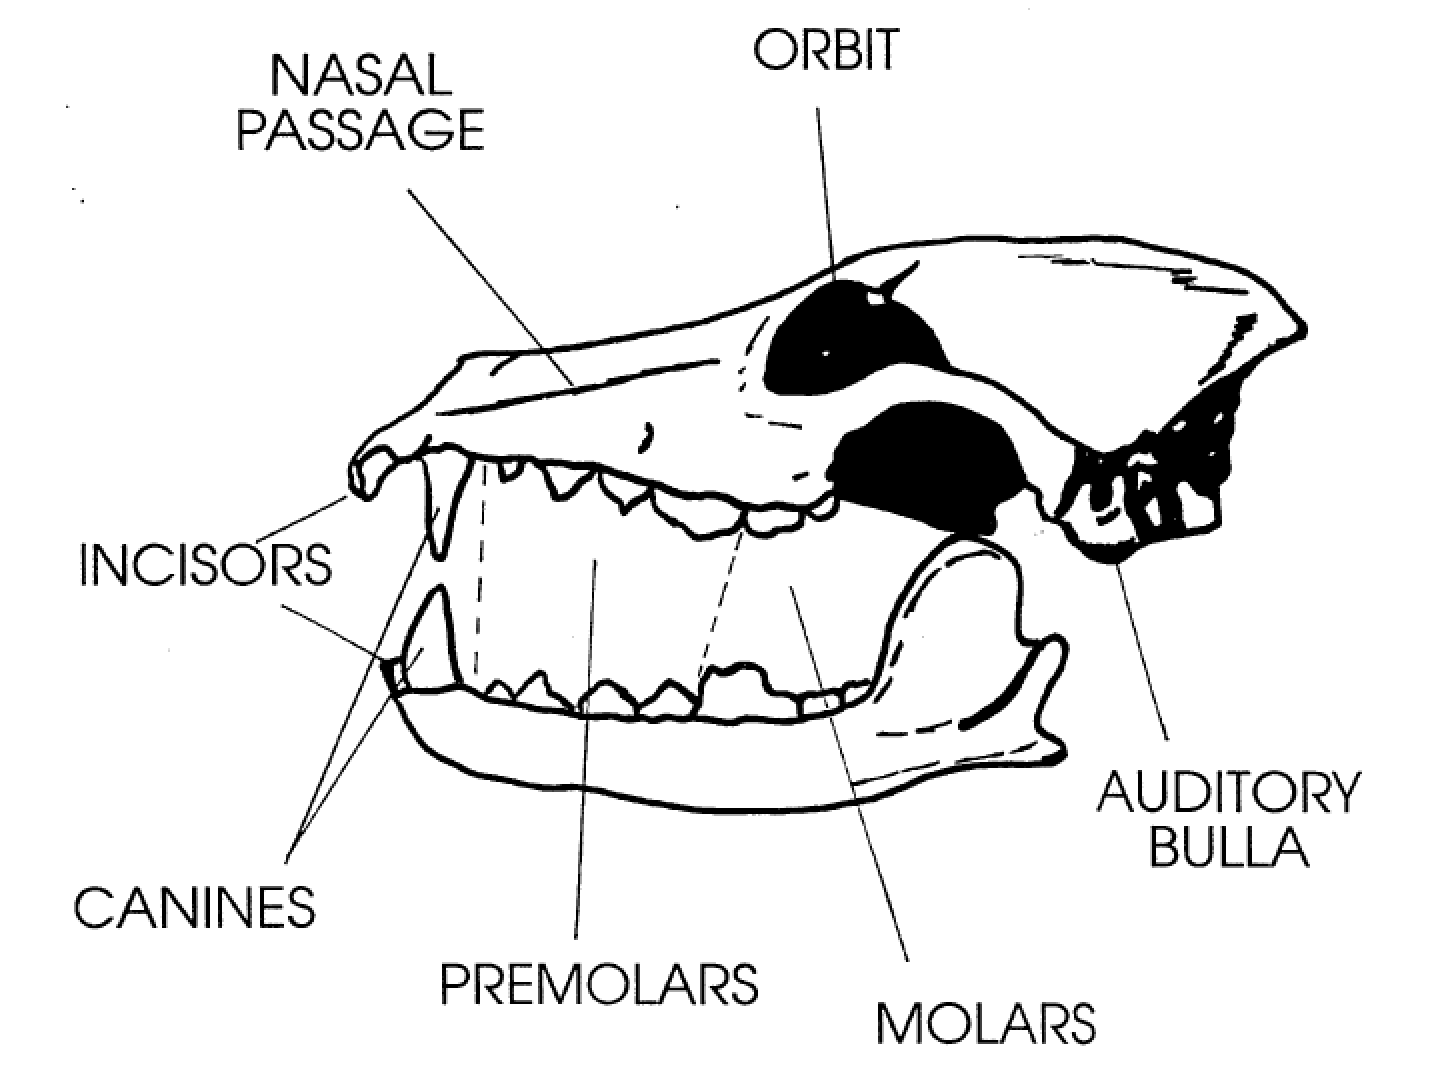 ORBIT
NASAL
PASSAGE
INCISORS
AUDITORY
BULLA
CANINES
PREMOLARS
MOLARS